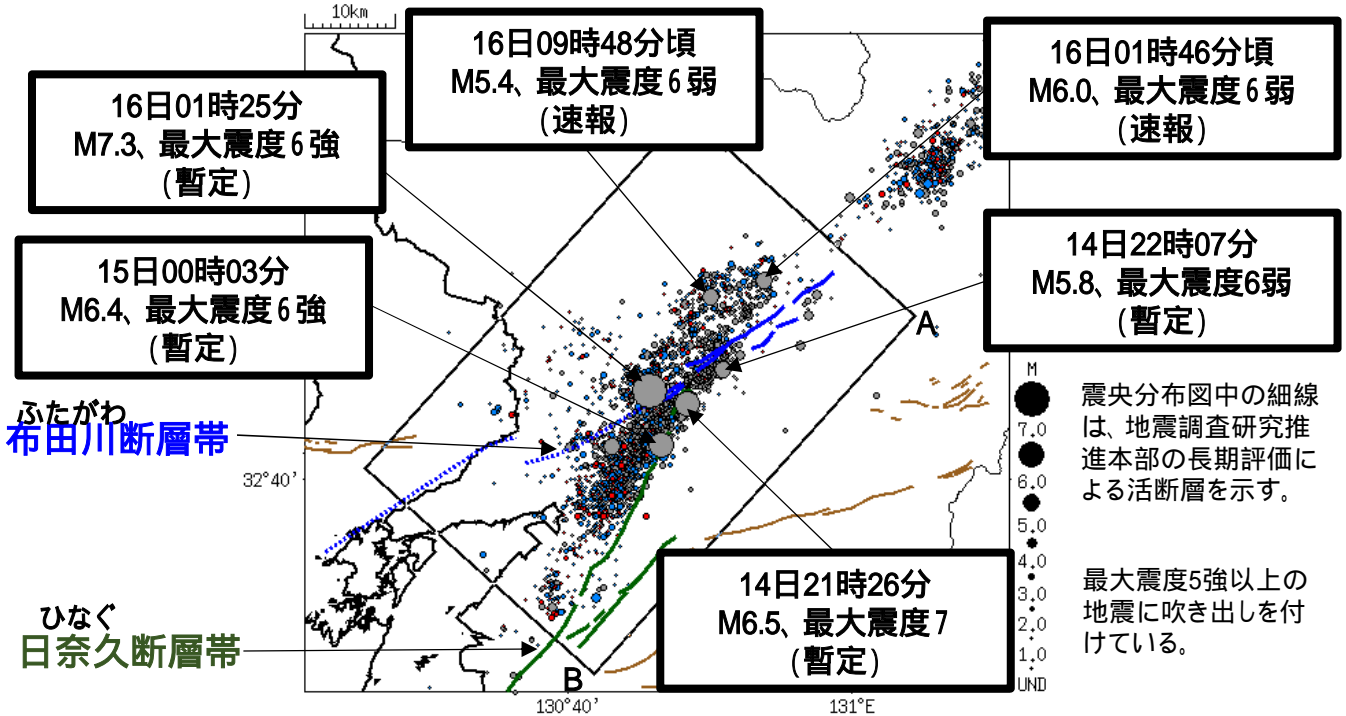 10km
16日09時48分頃
M5.4、最大震度6弱
(速報)
16日01時46分頃
M6.0、最大震度6弱
(速報)
16日01時25分
M7.3、最大震度6強
(暫定)
15日00時03分
M6.4、最大震度6強
(暫定)
14日22時07分
M5.8、最大震度6弱
(暫定)
A
ふたがわ
布田川断層帯
32°40'
M
7.0
6.0
5.0
4.0
3.0
2.0
1.0
UND
震央分布図中の細線
は、地震調査研究推
進本部の長期評価に
よる活断層を示す。
最大震度5強以上の
地震に吹き出しを付
けている。
14日21時26分
M6.5、最大震度7
(暫定)
ひなぐ
日奈久断層帯
B
130°40'
131°E